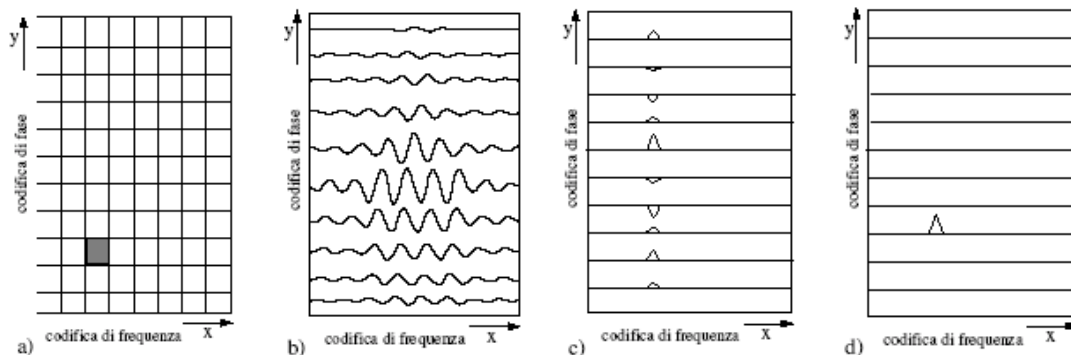 y
codifica di fase
codifica di frequenza
x
a)
y
codifica di fase
codifica di frequenza
x
b)
y
codifica di fase
codifica di frequenza
x
c)
y
codifica di fase
codifica di frequenza
x
d)